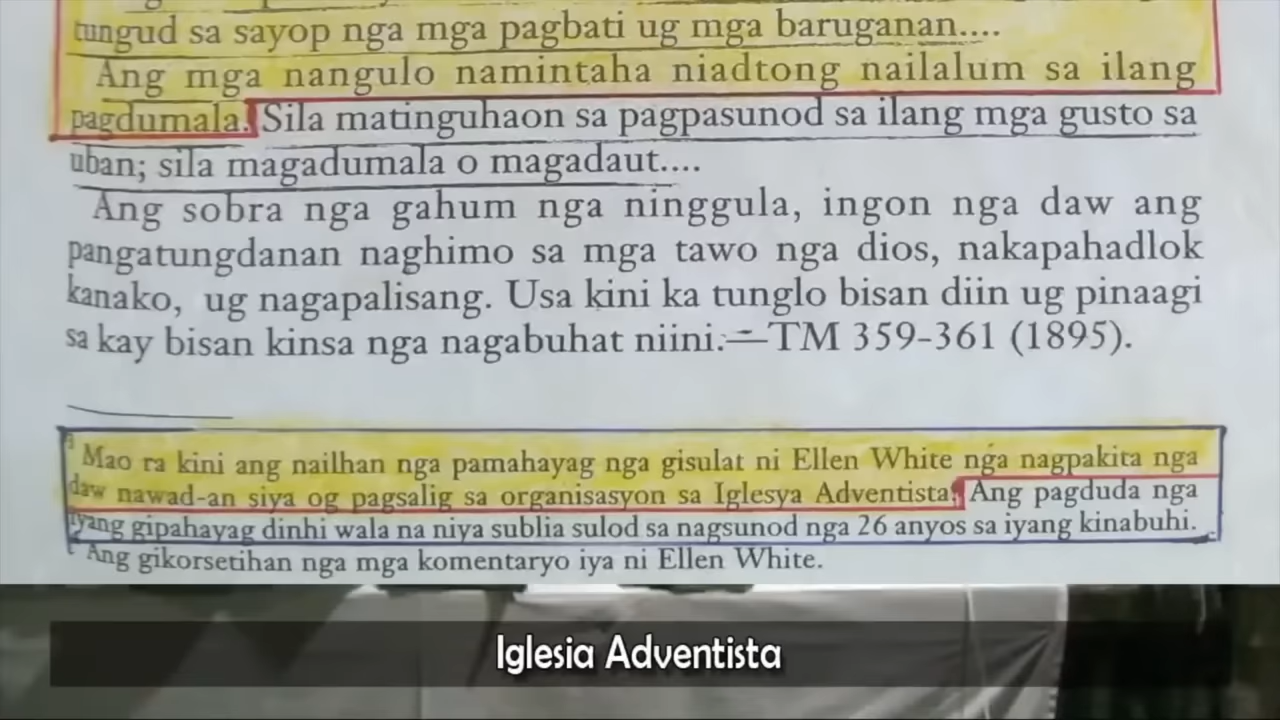 tungud sa sayop nga mga pagbati ug mga baruganan....
Ang mga nangulo namintaha niadtong nailalum sa ilang
pagdumala. Sila matinguhaon sa pagpasunod sa ilang mga gusto sa
uban; sila magadumala o magadaut....
Ang sobra nga gahum nga ninggula, ingon nga daw ang
pangatungdanan naghimo sa mga tawo nga dios, nakapahadlok
kanako, ug nagapalisang. Usa kini ka tunglo bisan diin ug pinaagi
sa kay bisan kinsa nga nagabuhat niini.—TM 359-361 (1895).
Mao ra kini ang nailhan nga pamahayag nga gisulat ni Ellen White nga nagpakita nga
daw nawad-an siya og pagsalig sa organisasyon sa Iglesya Adventista. Ang pagduda nga
iyang gipahayag dinhi wala na niya sublia sulod sa nagsunod nga 26 anyos sa iyang kinabuhi.
Ang gikorsetihan nga mga komentaryo iya ni Ellen White.
Iglesia Adventista